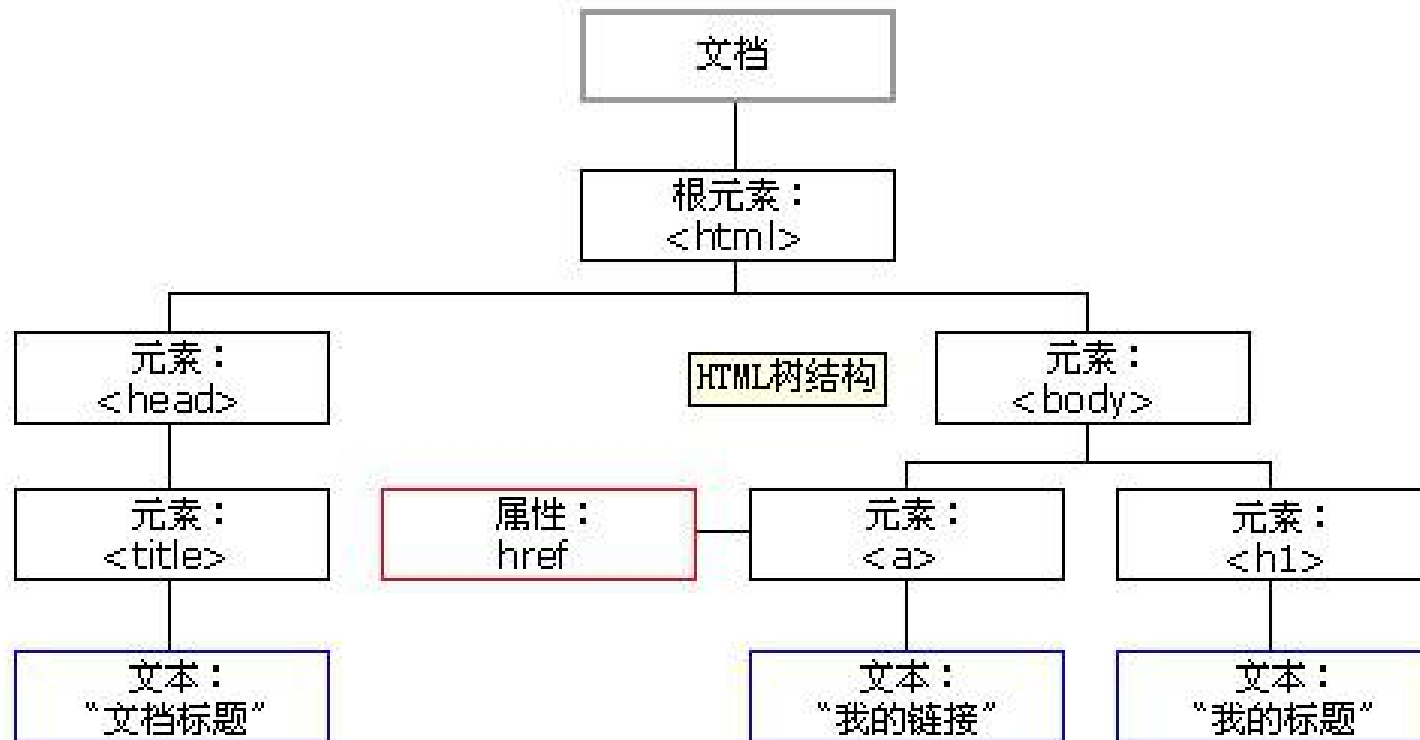 文档
根元素：
<html>
元素：
<head>
HTML树结构
元素：
<body>
元素：
<title>
属性：
href
元素：
<a>
元素：
<h1>
文本：
“文档标题”
文本：
“我的链接”
文本：
“我的标题”